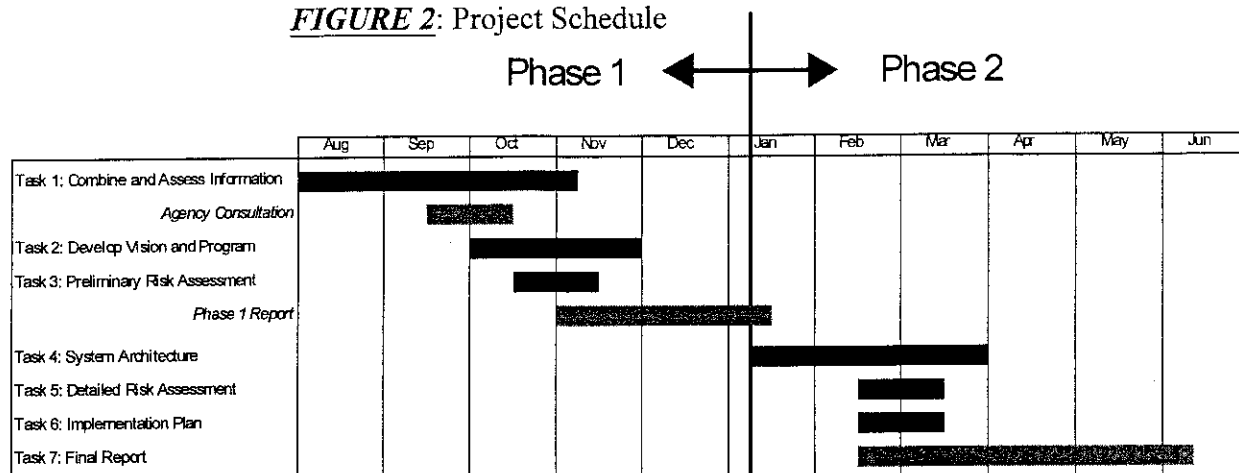 FIGURE 2: Project Schedule
Phase 1 Phase 2
Aug Sep Oct Nov Dec Jan Feb Mar Apr May Jun
Task 1: Combine and Assess Information
Agency Consultation
Task 2: Develop Vision and Program
Task 3: Preliminary Risk Assessment
Phase 1 Report
Task 4: System Architecture
Task 5: Detailed Risk Assessment
Task 6: Implementation Plan
Task 7: Final Report